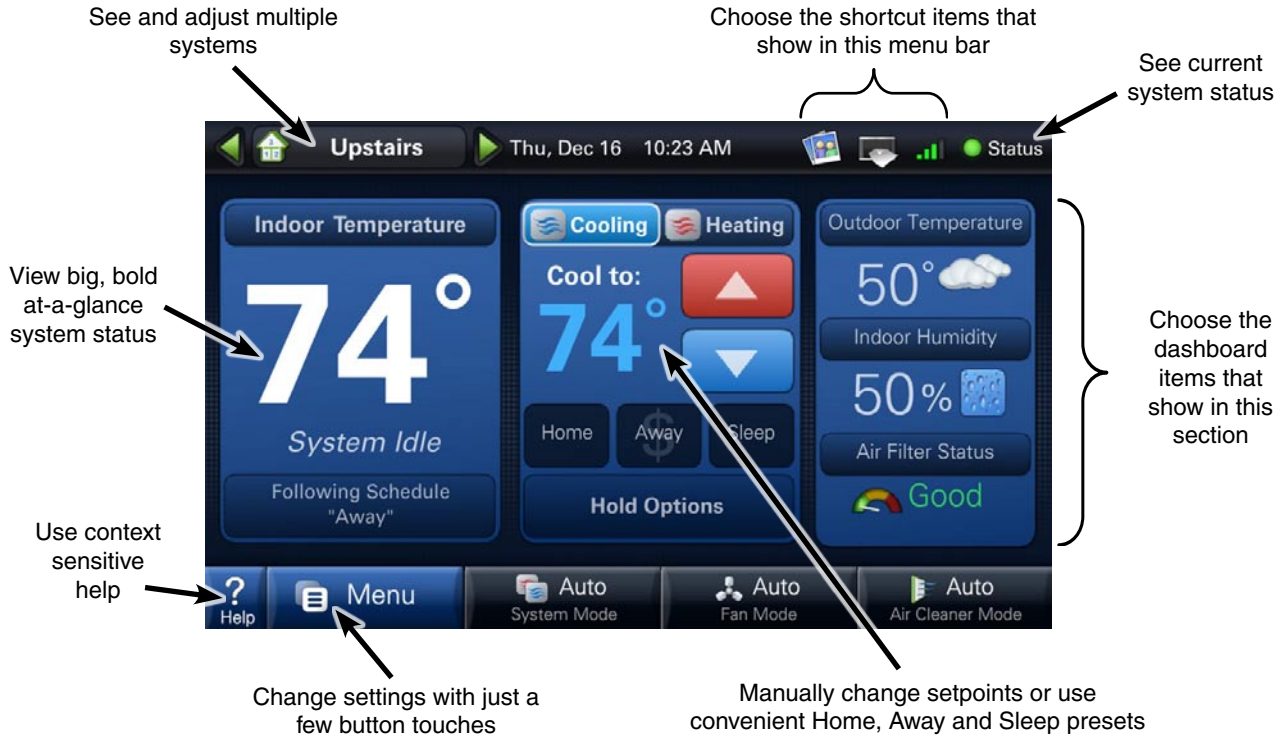 See and adjust multiple
systems
Choose the shortcut items that
show in this menu bar
See current
system status
Upstairs
Thu, Dec 16 10:23 AM
Status
Indoor Temperature
74°
System Idle
Following Schedule
"Away"
Cooling
Heating
Cool to:
74°
Home
Away
$
Sleep
Hold Options
Outdoor Temperature
50°
Indoor Humidity
50%
Air Filter Status
Good
View big, bold
at-a-glance
system status
Choose the
dashboard
items that
show in this
section
Use context
sensitive
help
?
Help
Menu
Auto
System Mode
Auto
Fan Mode
Auto
Air Cleaner Mode
Change settings with just a
few button touches
Manually change setpoints or use
convenient Home, Away and Sleep presets